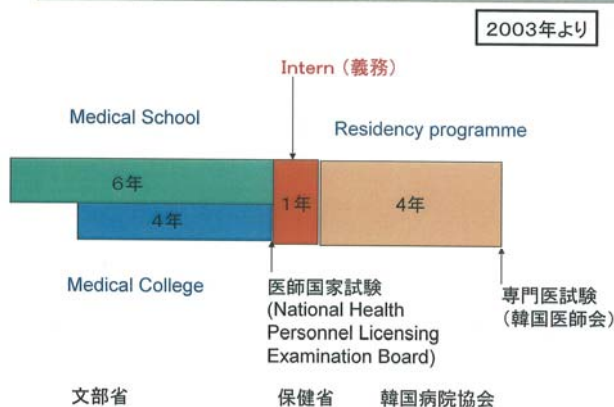 2003年より
Intern（義務）
Medical School
Residency programme
6年
4年
1年
4年
Medical College
医師国家試験
(National Health
Personnel Licensing
Examination Board)
専門医試験
(韓国医師会)
文部省
保健省
韓国病院協会